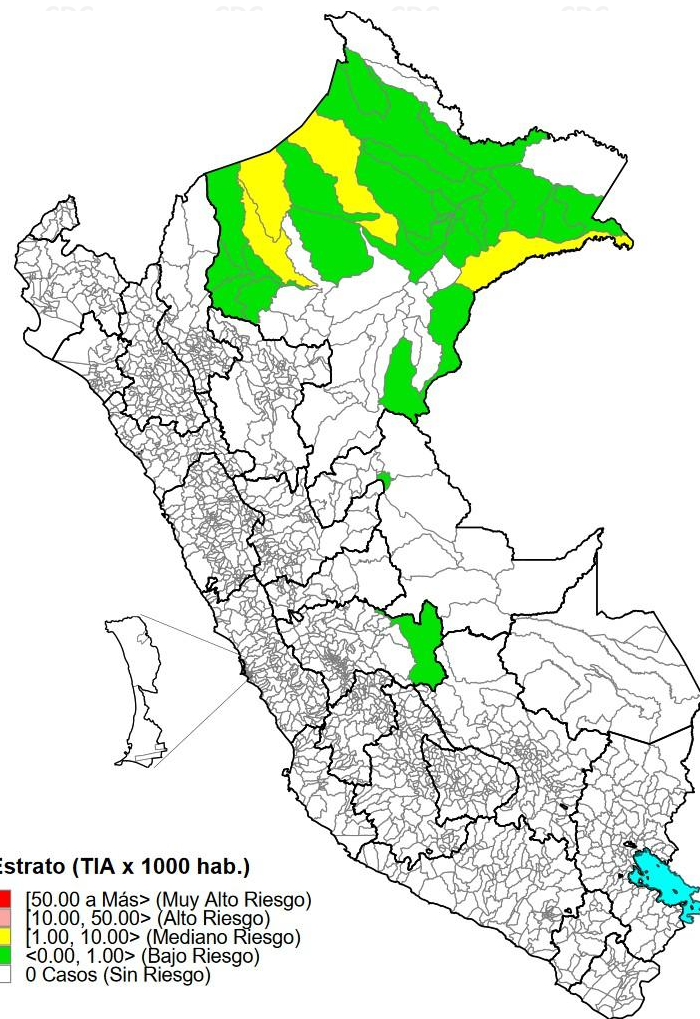 Estrato (TIA x 1000 hab.)
[50.00 a Más> (Muy Alto Riesgo)
[10.00, 50.00> (Alto Riesgo)
[1.00, 10.00> (Mediano Riesgo)
<0.00, 1.00> (Bajo Riesgo)
0 Casos (Sin Riesgo)